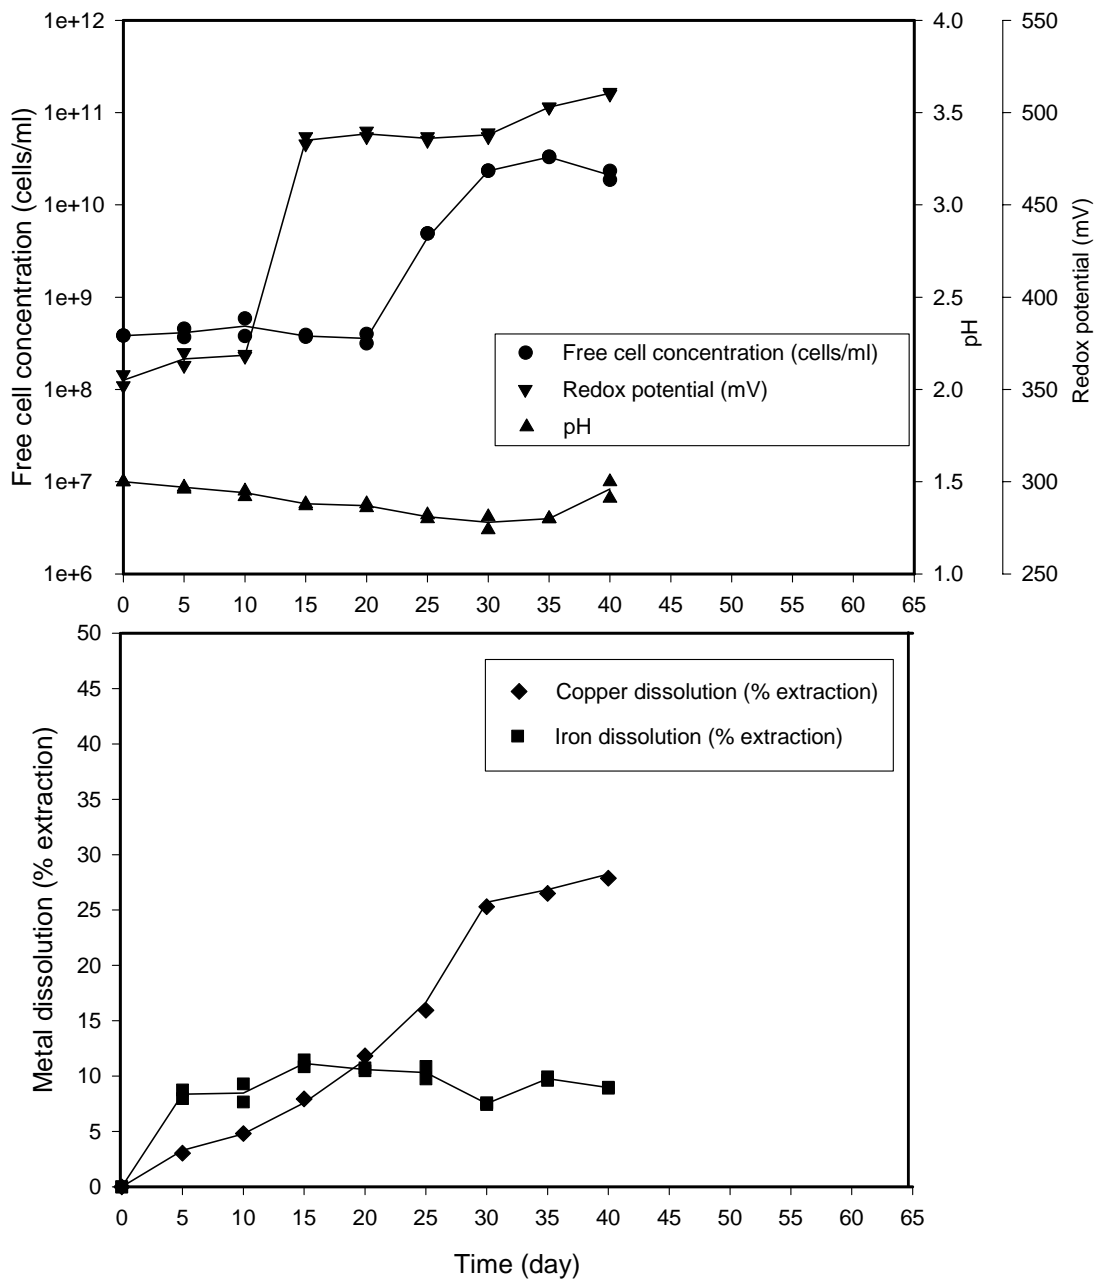 1e+12
1e+11
1e+10
1e+9
1e+8
1e+7
1e+6
Free cell concentration (cells/ml)
4.0
3.5
3.0
2.5
2.0
1.5
1.0
pH
550
500
450
400
350
300
250
Redox potential (mV)
Free cell concentration (cells/ml)
Redox potential (mV)
pH
0 5 10 15 20 25 30 35 40 45 50 55 60 65
50
45
40
35
30
25
20
15
10
5
0
Metal dissolution (% extraction)
Copper dissolution (% extraction)
Iron dissolution (% extraction)
0 5 10 15 20 25 30 35 40 45 50 55 60 65
Time (day)